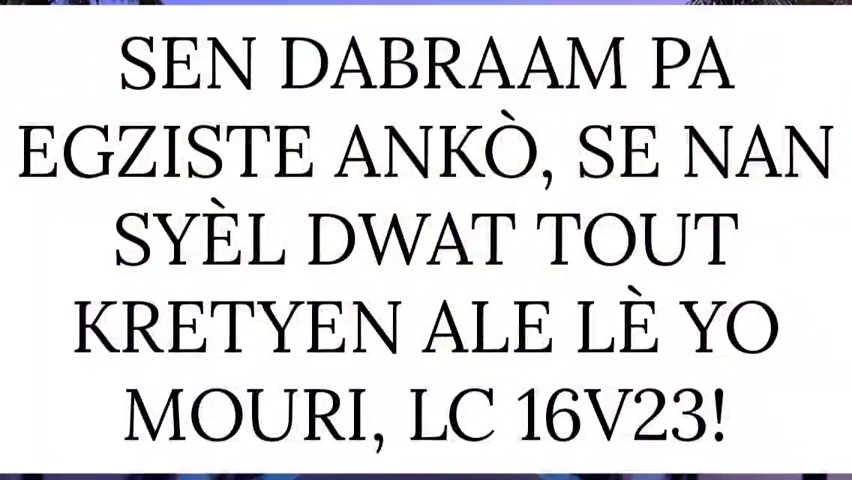 SEN DABRAAM PA
EGZISTE ANKÒ, SE NAN
SYÈL DWAT TOUT
KRETYEN ALE LÈ YO
MOURI, LC 16V23!